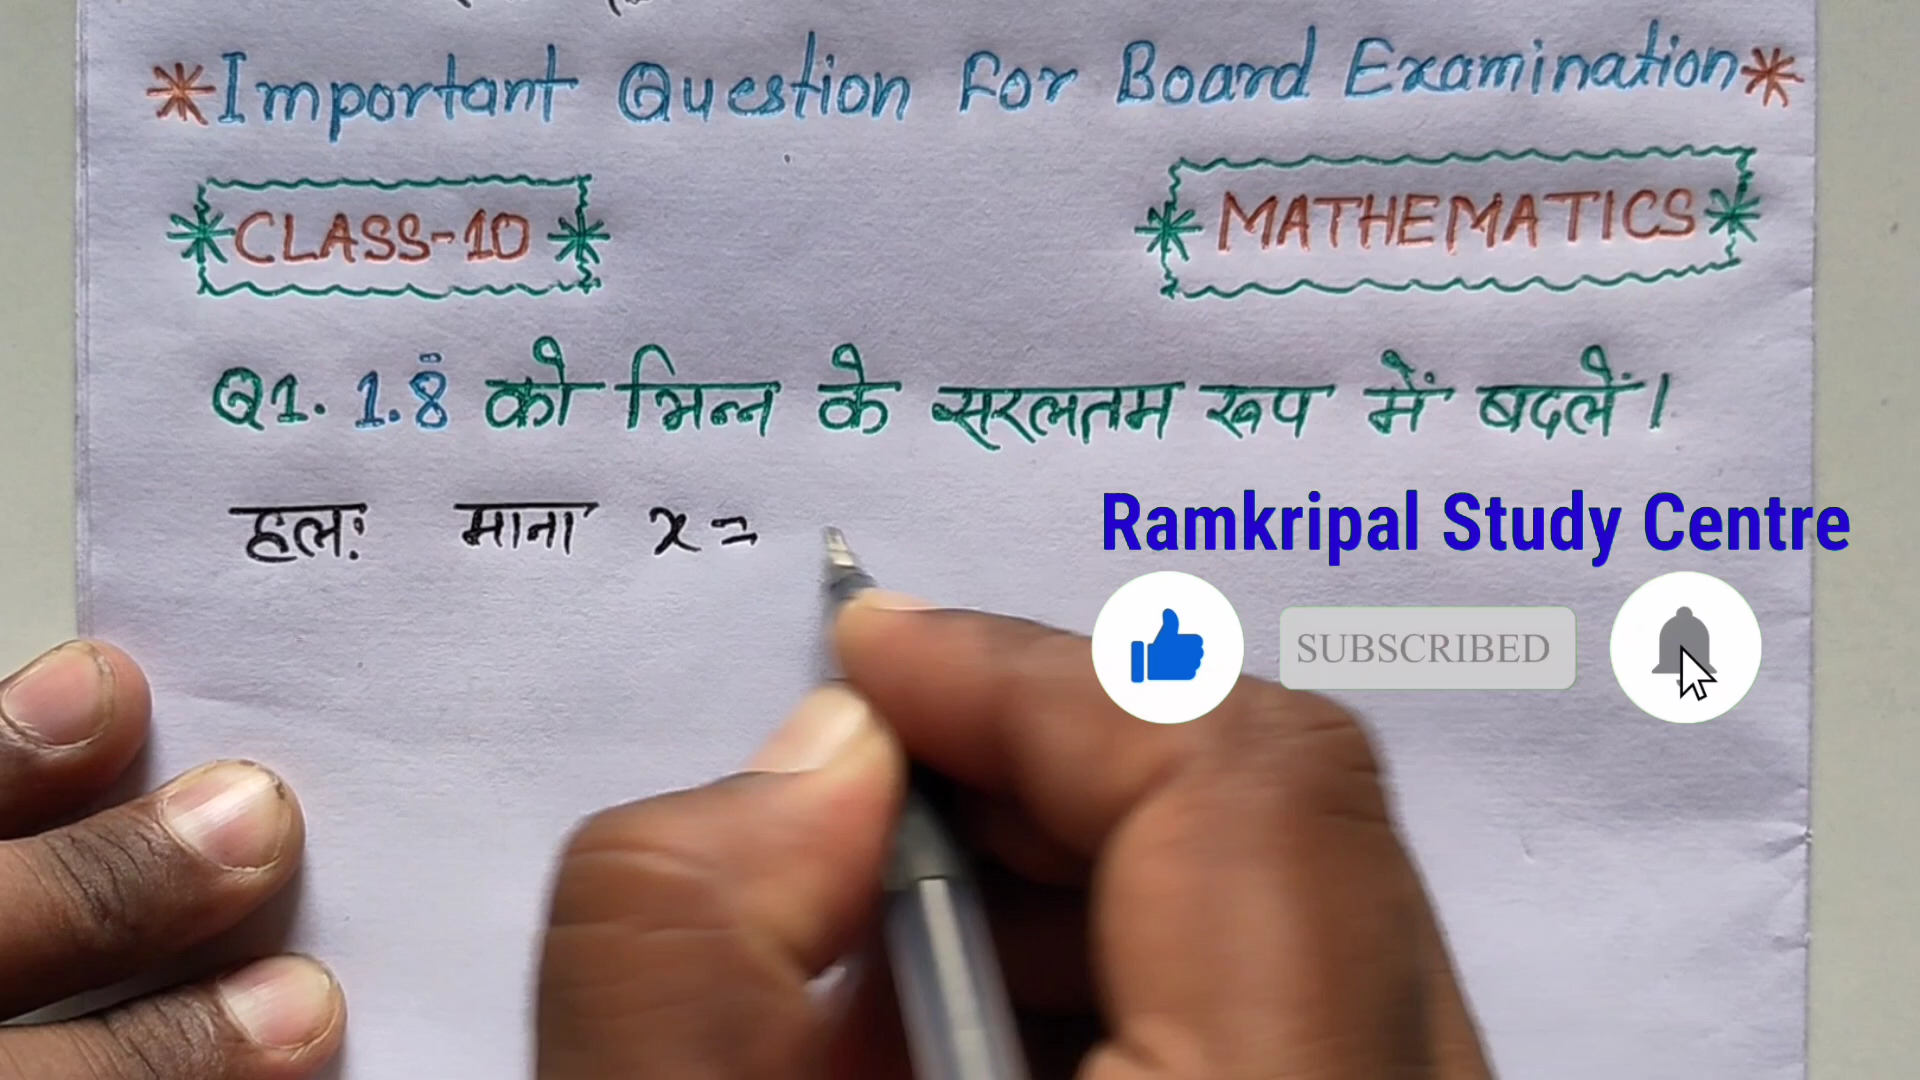 *Important Question For Board Examination*
*CLASS-10*
*MATHEMATICS*
Q1. 1.8̄ को भिन्न के सरलतम रूप में बदलें।
हल: माना x =
Ramkripal Study Centre
SUBSCRIBED